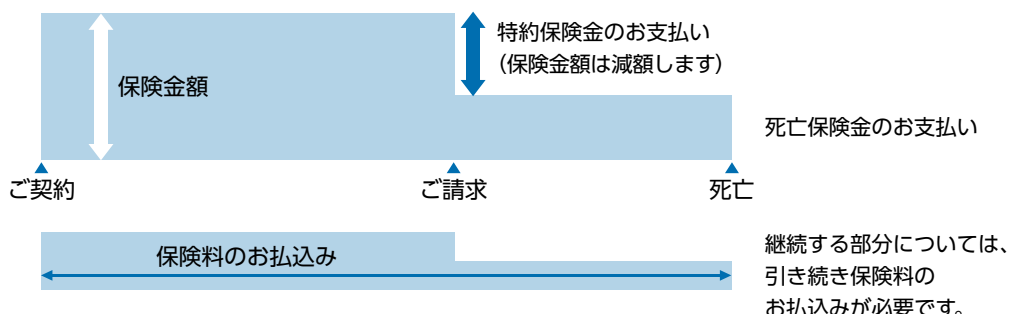 特約保険金のお支払い
（保険金額は減額します）
保険金額
死亡保険金のお支払い
ご契約
ご請求
死亡
保険料のお払込み
継続する部分については、
引き続き保険料の
お払込みが必要です。